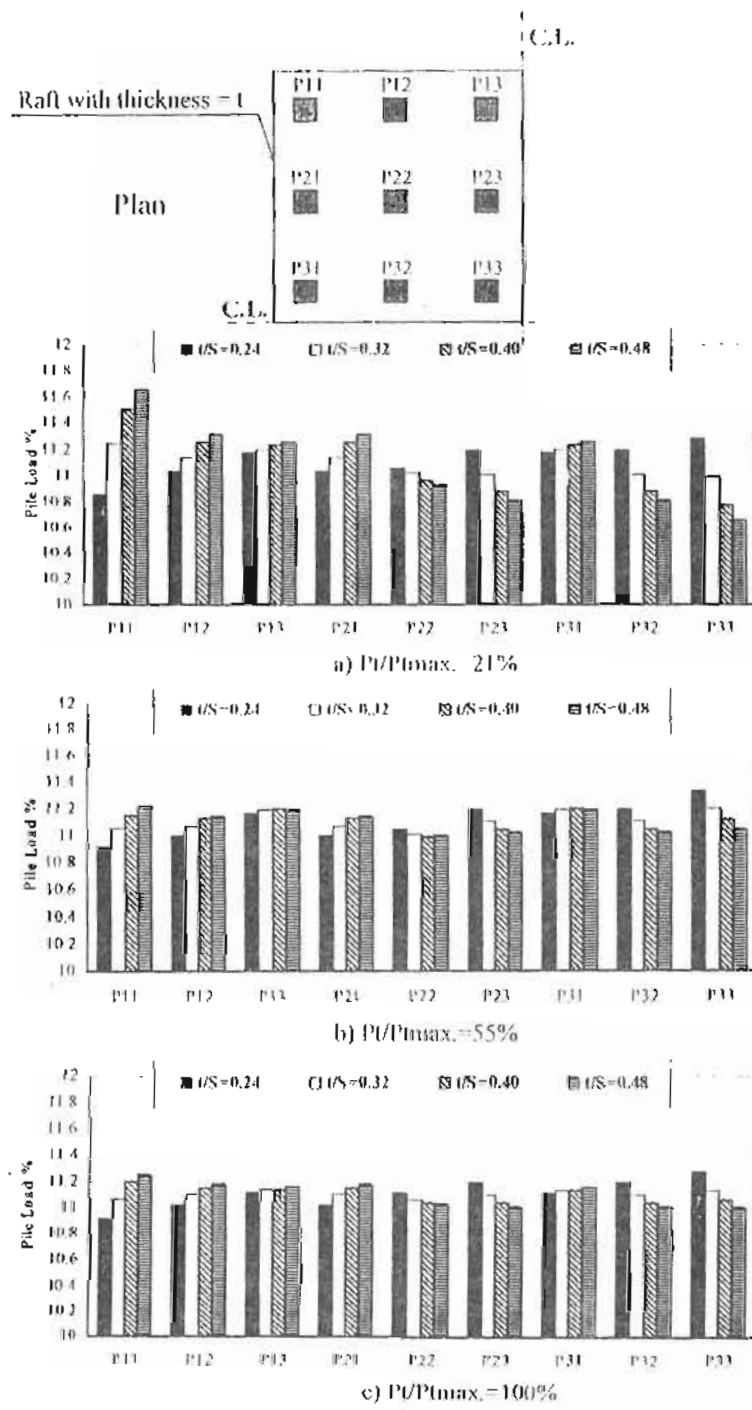 C.L.
P11 P12 P13
Raft with thickness = t
P21 P22 P23
Plan
P31 P32 P33
C.L.
12
11.8
11.6
11.4
11.2
11
10.8
10.6
10.4
10.2
10
Pile Load %
t/S=0.24 t/S=0.32 t/S=0.40 t/S=0.48
P11 P12 P13 P21 P22 P23 P31 P32 P33
a) Pt/Ptmax. 21%
12
11.8
11.6
11.4
11.2
11
10.8
10.6
10.4
10.2
10
Pile Load %
t/S=0.24 t/S=0.32 t/S=0.40 t/S=0.48
P11 P12 P33 P21 P22 P23 P31 P32 P33
b) Pt/Ptmax.=55%
12
11.8
11.6
11.4
11.2
11
10.8
10.6
10.4
10.2
10
Pile Load %
t/S=0.24 t/S=0.32 t/S=0.40 t/S=0.48
P11 P12 P13 P21 P22 P23 P31 P32 P33
c) Pt/Ptmax.=100%